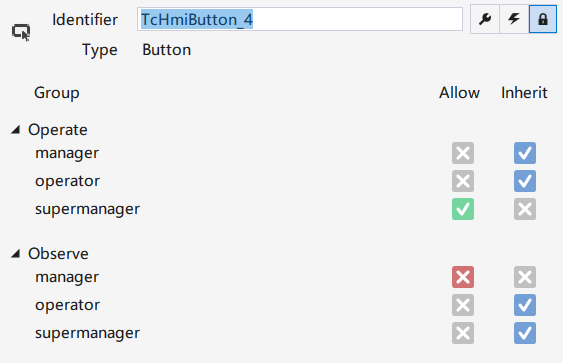 Identifier TcHmiButton_4
Type Button
Group Allow Inherit
Operate
manager
operator
supermanager
Observe
manager
operator
supermanager